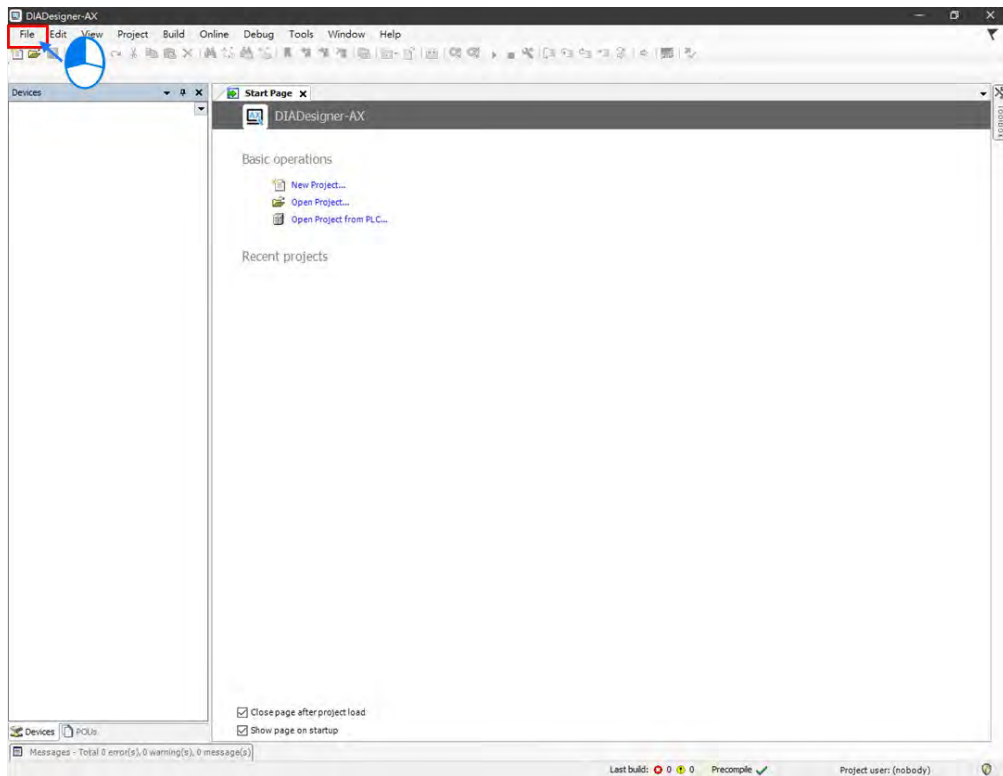 DIADesigner-AX
File Edit View Project Build Online Debug Tools Window Help
Devices
Start Page
DIADesigner-AX
Basic operations
New Project...
Open Project...
Open Project from PLC...
Recent projects
Close page after project load
Show page on startup
Devices POUs
Messages - Total 0 error(s), 0 warning(s), 0 message(s)
Last build: 0 0 Precompile Project user: (nobody)